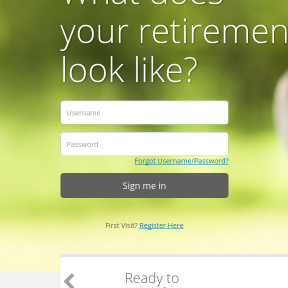 What does
your retiremen
look like?
Username
Password
Forgot Username/Password?
Sign me in
First Visit? Register Here
Ready to